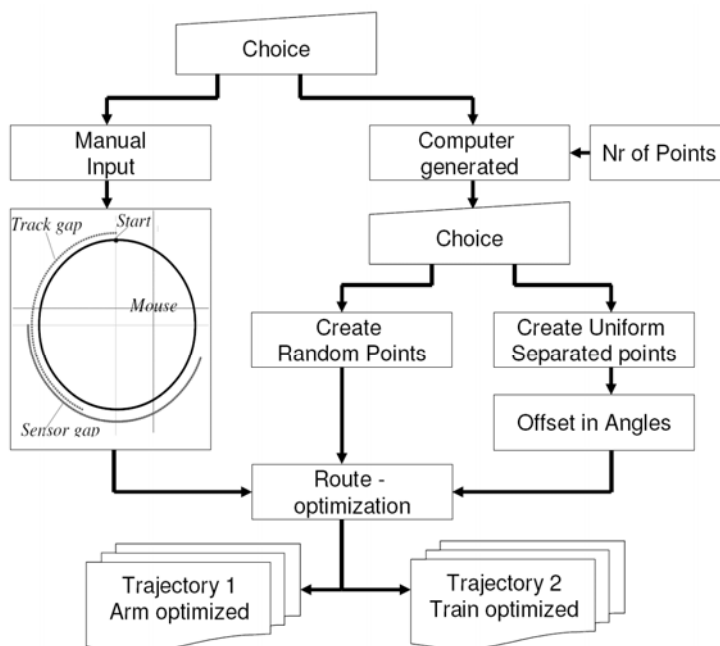 Choice
Manual
Input
Computer
generated
Nr of Points
Track gap
Start
Mouse
Sensor gap
Choice
Create
Random Points
Create Uniform
Separated points
Offset in Angles
Route -
optimization
Trajectory 1
Arm optimized
Trajectory 2
Train optimized